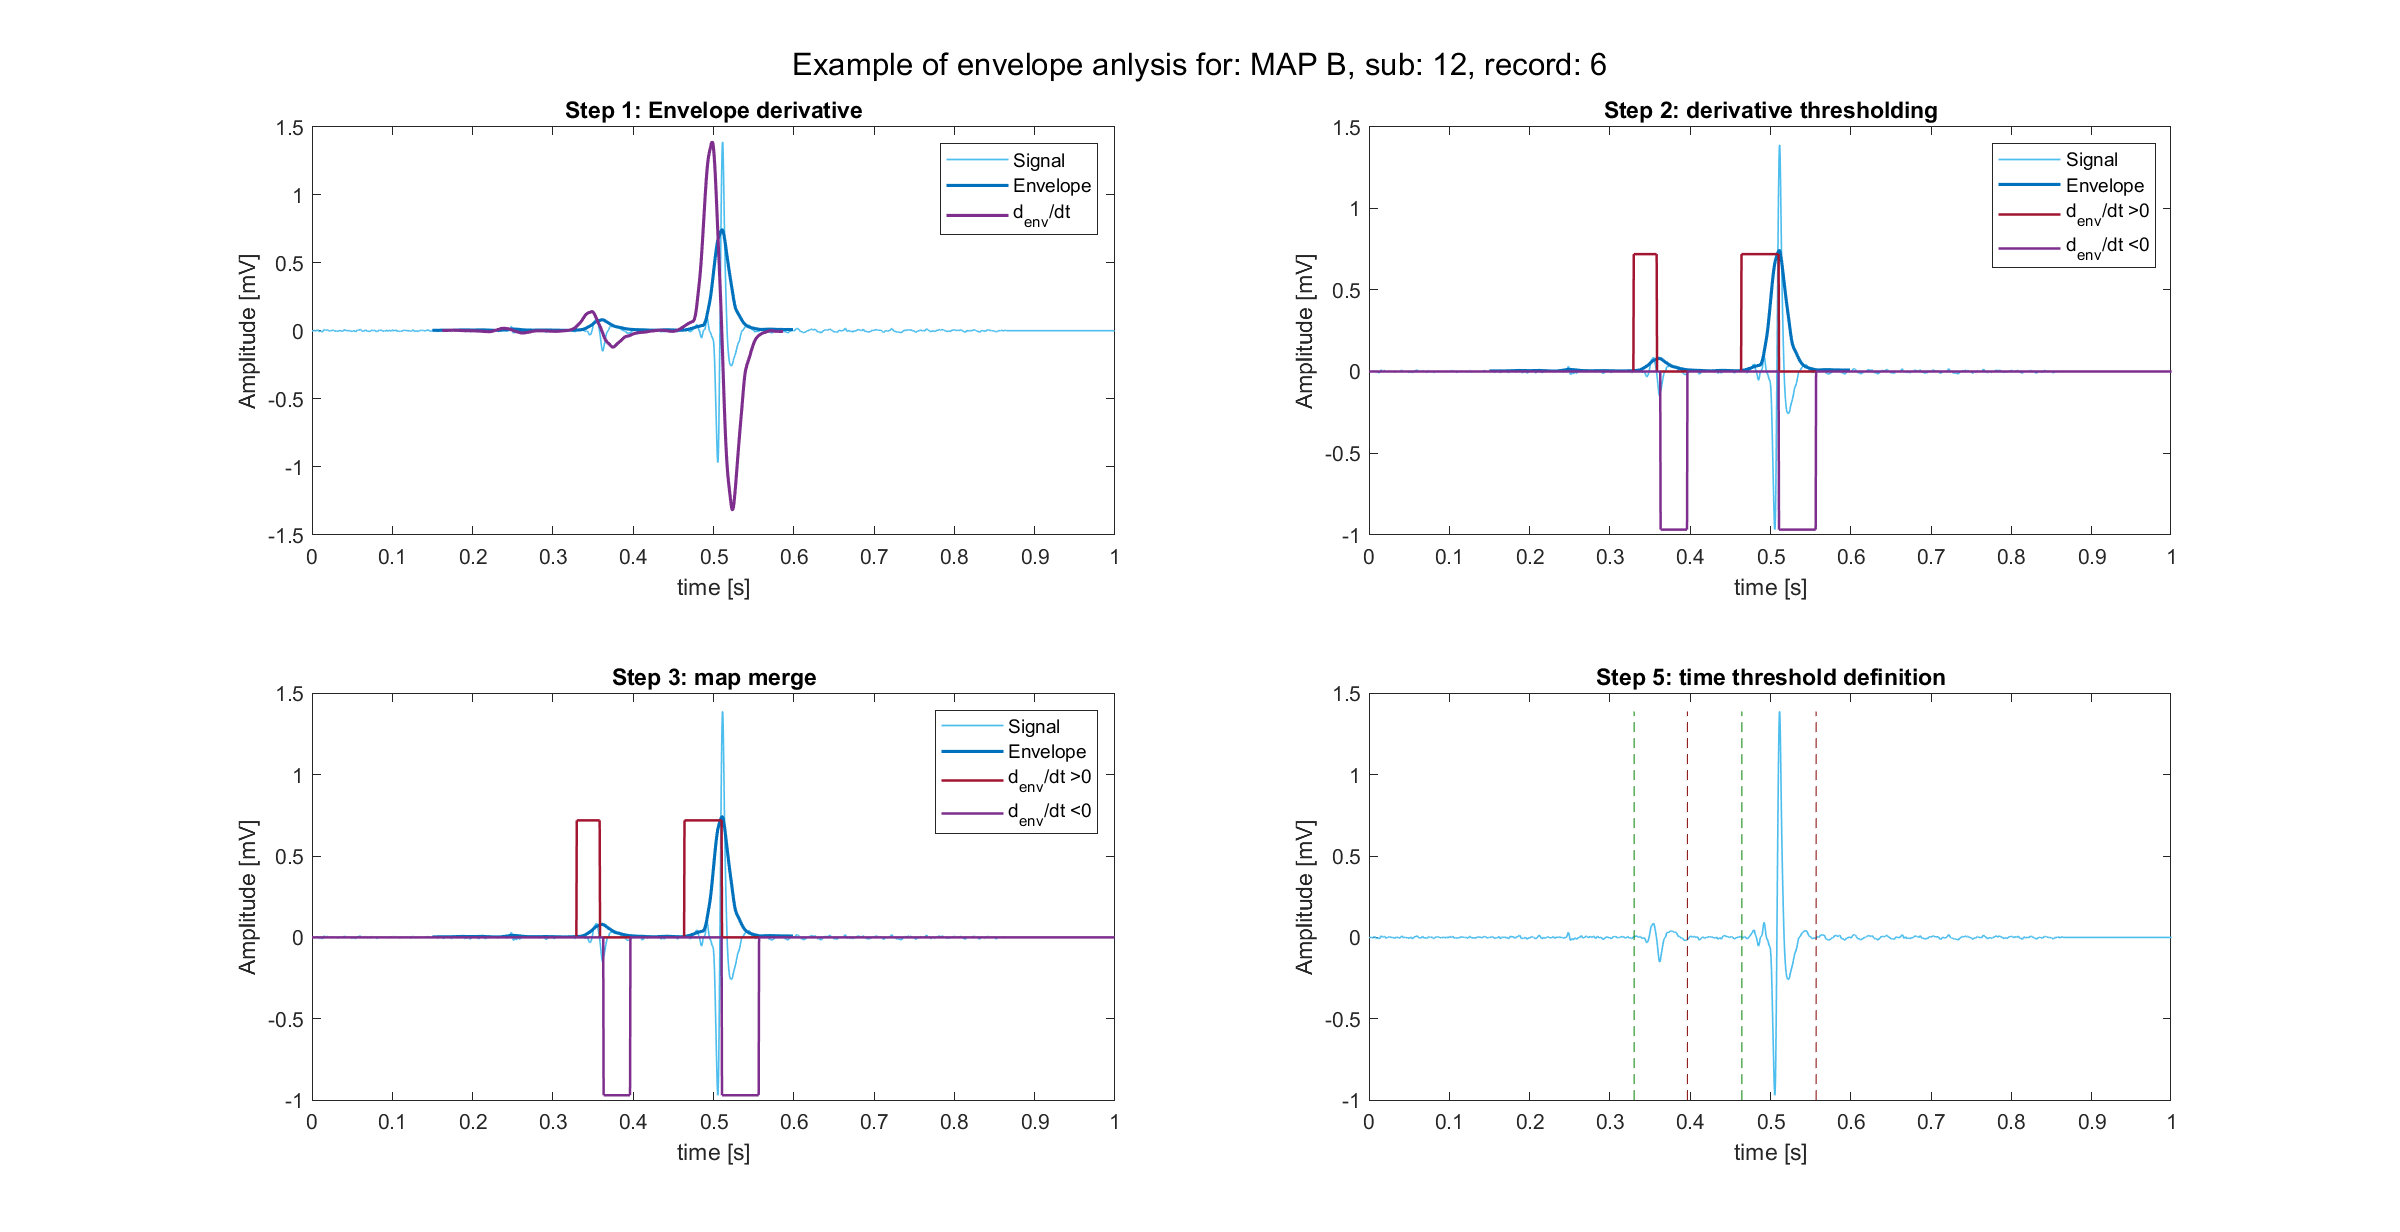 Example of envelope anlysis for: MAP B, sub: 12, record: 6
Step 1: Envelope derivative
1.5
1
0.5
0
-0.5
-1
-1.5
Amplitude [mV]
0 0.1 0.2 0.3 0.4 0.5 0.6 0.7 0.8 0.9 1
time [s]
Signal
Envelope
d_env/dt
Step 2: derivative thresholding
1.5
1
0.5
0
-0.5
-1
Amplitude [mV]
0 0.1 0.2 0.3 0.4 0.5 0.6 0.7 0.8 0.9 1
time [s]
Signal
Envelope
d_env/dt >0
d_env/dt <0
Step 3: map merge
1.5
1
0.5
0
-0.5
-1
Amplitude [mV]
0 0.1 0.2 0.3 0.4 0.5 0.6 0.7 0.8 0.9 1
time [s]
Signal
Envelope
d_env/dt >0
d_env/dt <0
Step 5: time threshold definition
1.5
1
0.5
0
-0.5
-1
Amplitude [mV]
0 0.1 0.2 0.3 0.4 0.5 0.6 0.7 0.8 0.9 1
time [s]